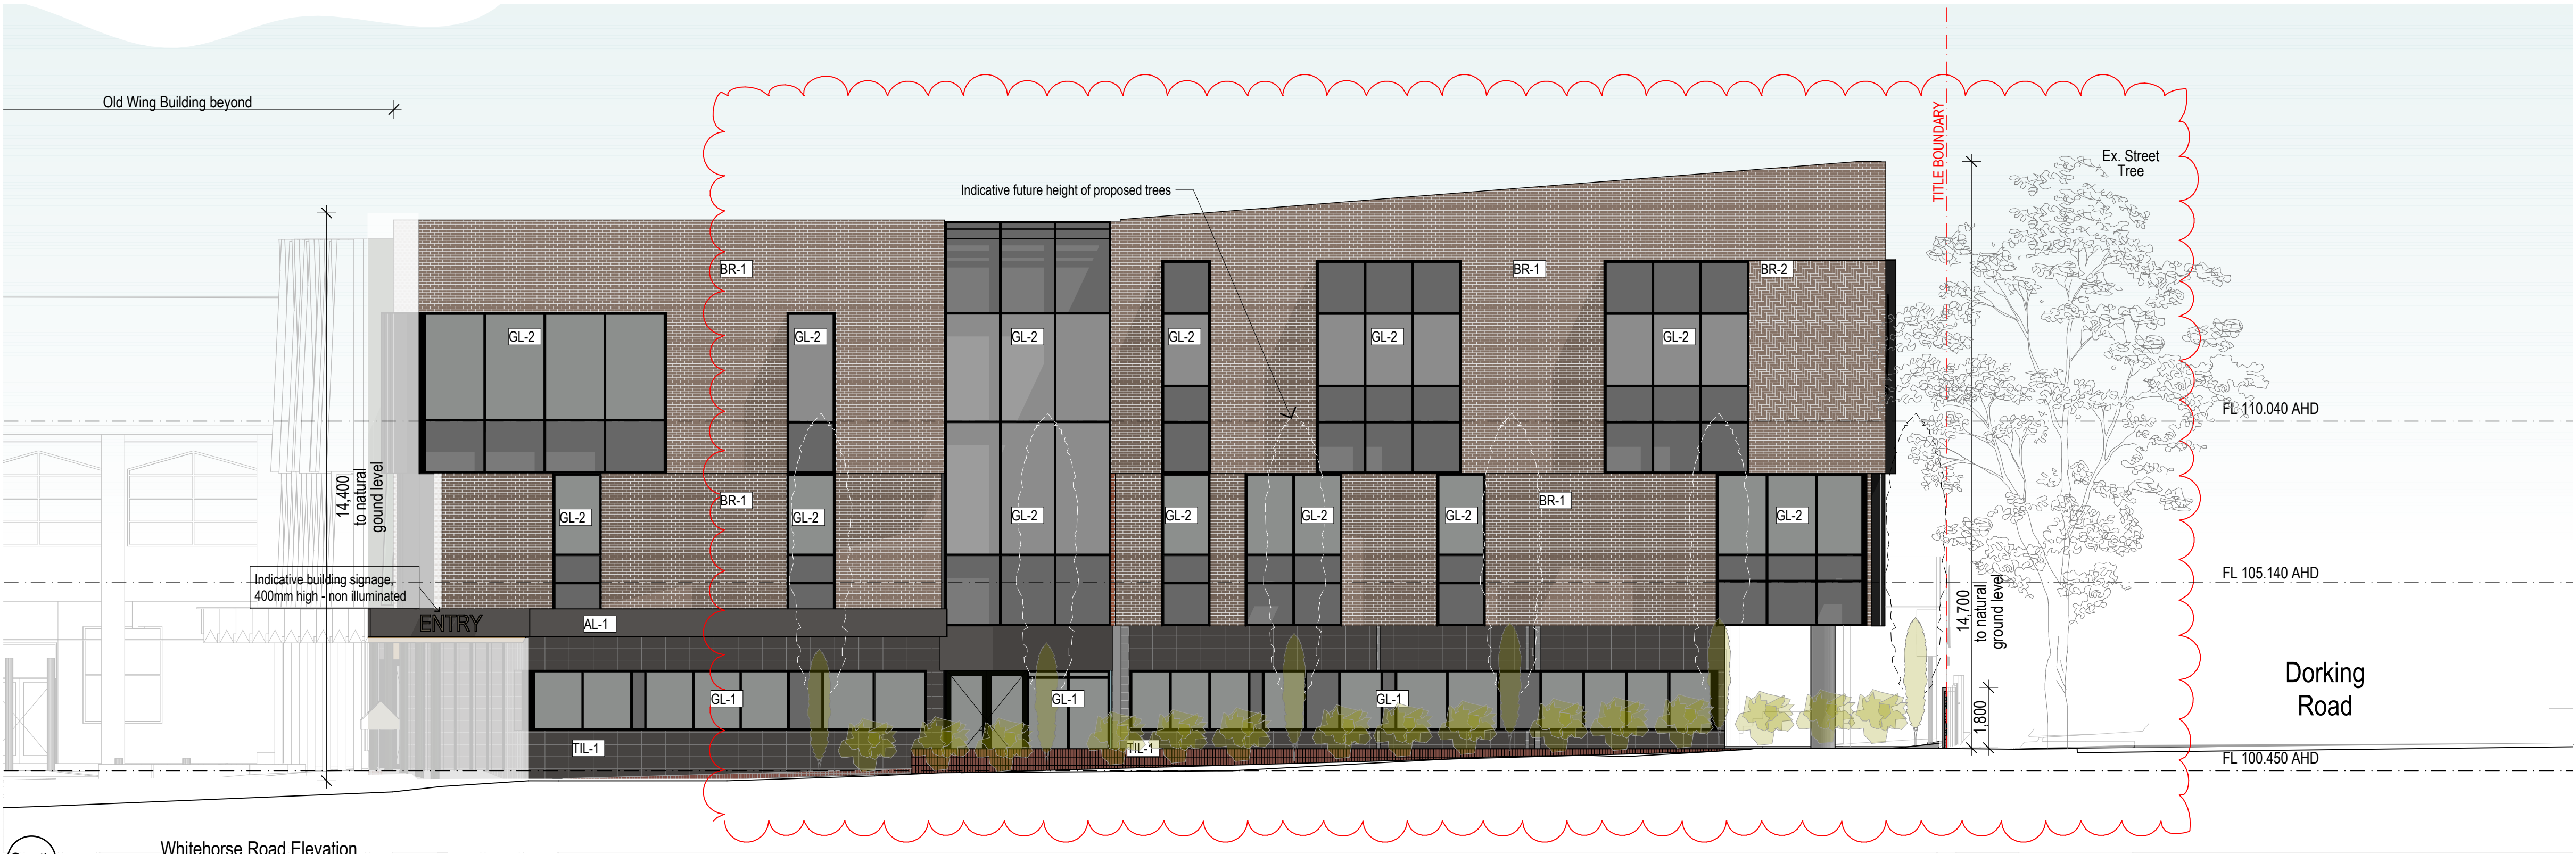 Old Wing Building beyond
TITLE BOUNDARY
Ex. Street
Tree
Indicative future height of proposed trees
BR-1
BR-1
BR-2
GL-2
GL-2
GL-2
GL-2
GL-2
GL-2
FL 110.040 AHD
14,400
to natural
gound level
BR-1
BR-1
GL-2
GL-2
GL-2
GL-2
GL-2
GL-2
GL-2
FL 105.140 AHD
Indicative building signage,
400mm high - non illuminated
ENTRY
AL-1
14,700
to natural
ground level
GL-1
GL-1
GL-1
1,800
Dorking
Road
TIL-1
TIL-1
FL 100.450 AHD
Whitehorse Road Elevation